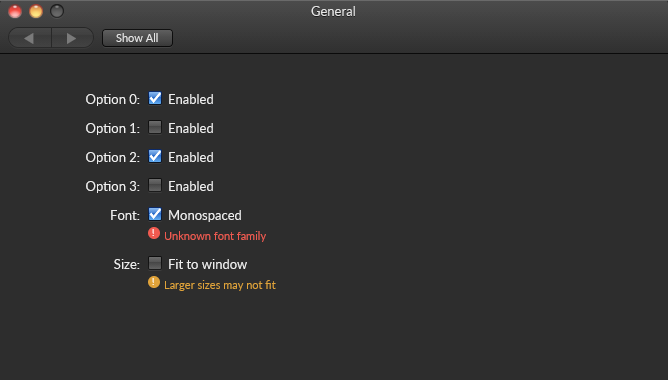 General
Show All
Option 0: Enabled
Option 1: Enabled
Option 2: Enabled
Option 3: Enabled
Font: Monospaced
Unknown font family
Size: Fit to window
Larger sizes may not fit